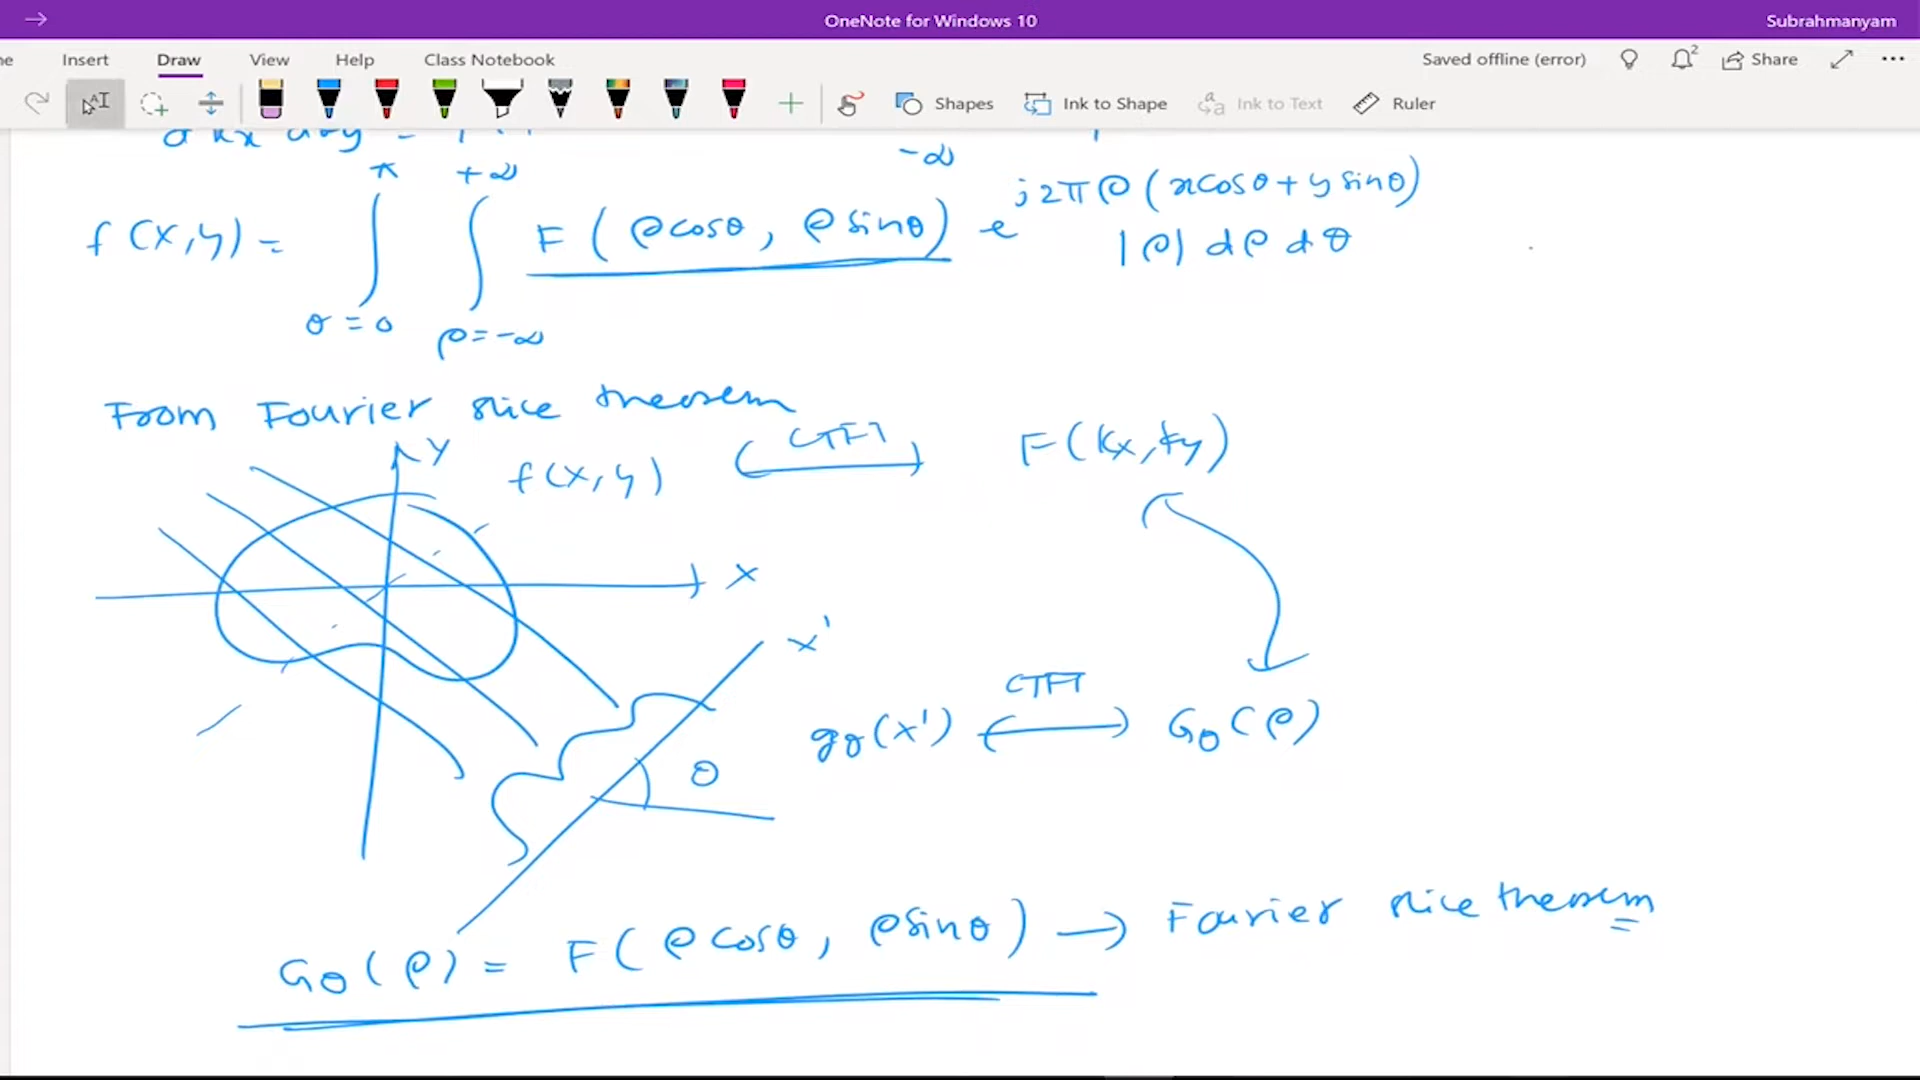 OneNote for Windows 10
Subrahmanyam
Insert Draw View Help Class Notebook
Saved offline (error)
2
Share
Shapes Ink to Shape Ink to Text Ruler
-∞
π +∞
f(x,y) = ∫ ∫ F(ρcosθ, ρsinθ) e^{j2πρ(xcosθ+ysinθ)} |ρ| dρ dθ
θ=0 ρ=-∞
From Fourier slice theorem
y
f(x,y) CTFT F(kx,ky)
x
x'
gθ(x') CTFT Gθ(ρ)
θ
Gθ(ρ) = F(ρcosθ, ρsinθ) → Fourier slice theorem